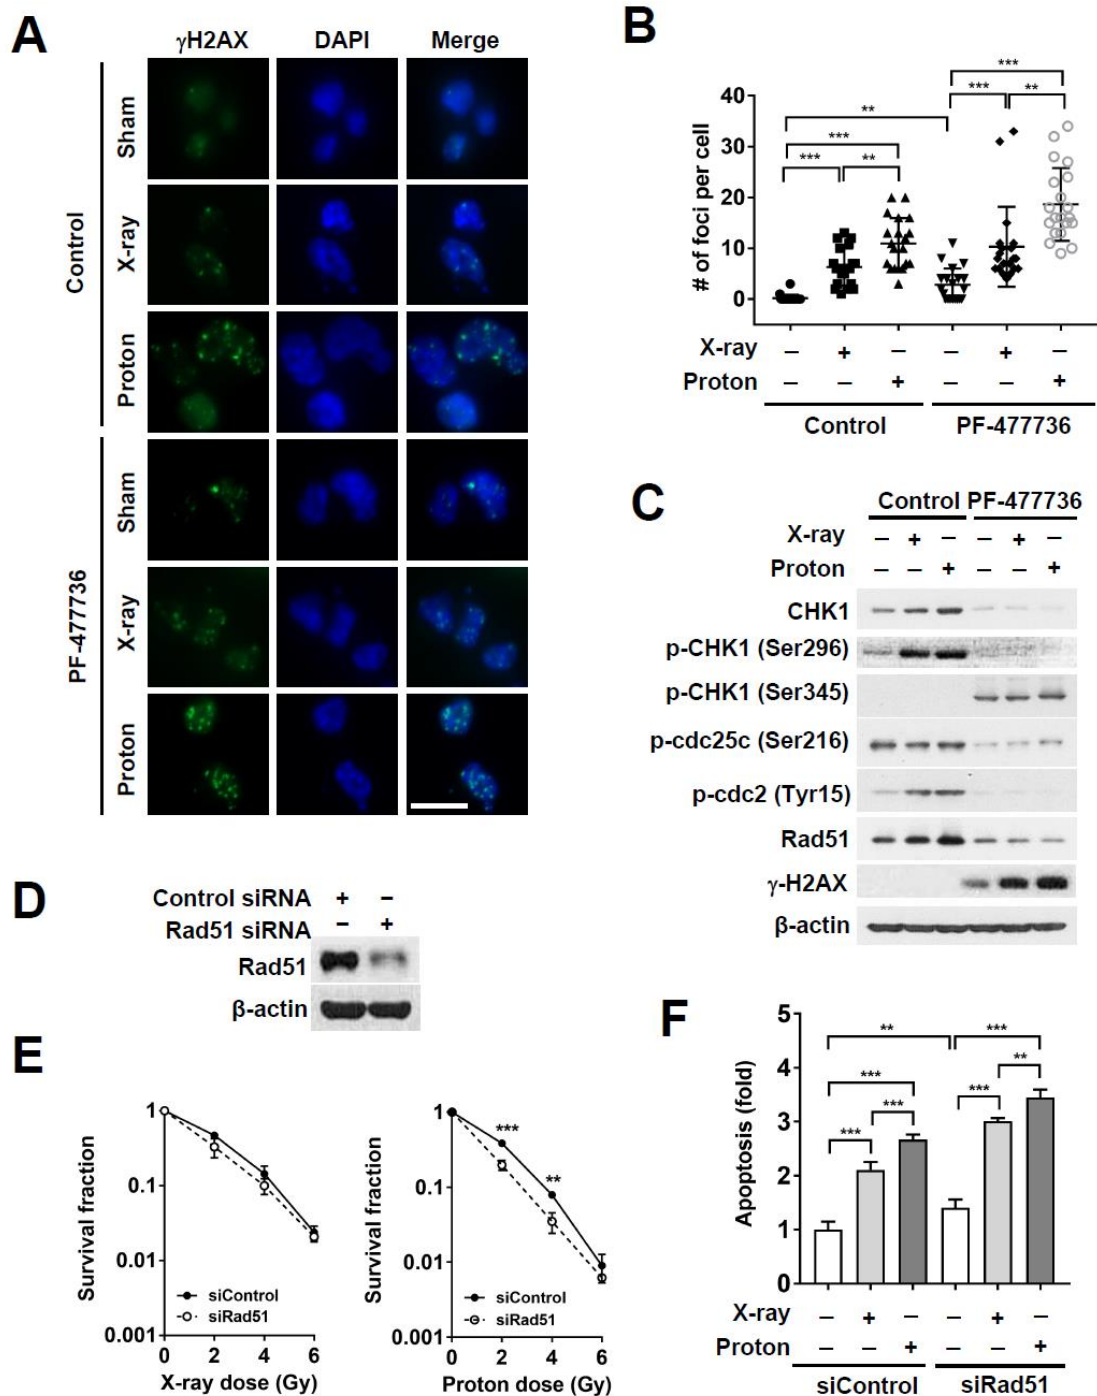 A
γH2AX DAPI Merge
Control
Sham
X-ray
Proton
PF-477736
Sham
X-ray
Proton
B
# of foci per cell
40
30
20
10
0
***
*** **
**
***
*** **
X-ray – + – – + –
Proton – – + – – +
Control PF-477736
C
Control PF-477736
X-ray – + – – + –
Proton – – + – – +
CHK1
p-CHK1 (Ser296)
p-CHK1 (Ser345)
p-cdc25c (Ser216)
p-cdc2 (Tyr15)
Rad51
γ-H2AX
β-actin
D
Control siRNA + –
Rad51 siRNA – +
Rad51
β-actin
E
Survival fraction
1
0.1
0.01
0.001
siControl
siRad51
0 2 4 6
X-ray dose (Gy)
Survival fraction
1
0.1
0.01
0.001
***
**
siControl
siRad51
0 2 4 6
Proton dose (Gy)
F
Apoptosis (fold)
5
4
3
2
1
0
** ***
*** **
*** *** ***
X-ray – + – – + –
Proton – – + – – +
siControl siRad51